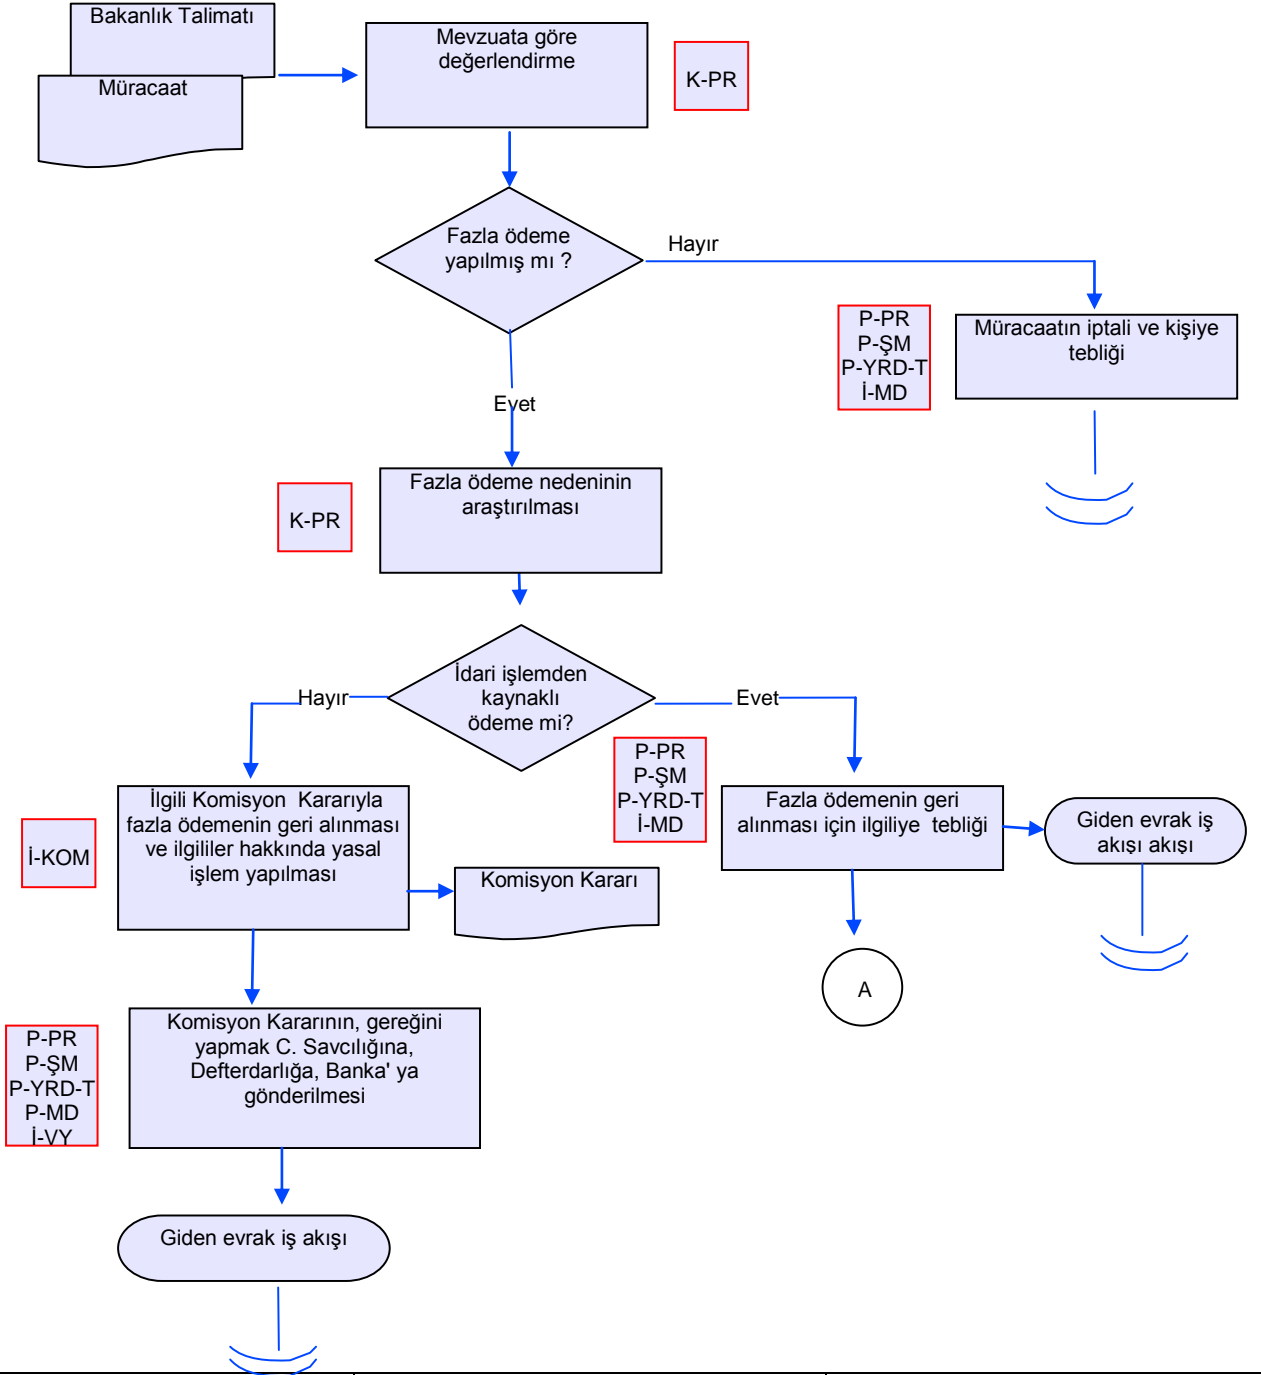 Bakanlık Talimatı
Müracaat
Mevzuata göre
değerlendirme
K-PR
Fazla ödeme
yapılmış mı ?
Hayır
P-PR
P-ŞM
P-YRD-T
İ-MD
Müracaatın iptali ve kişiye
tebliği
Evet
K-PR
Fazla ödeme nedeninin
araştırılması
İdari işlemden
kaynaklı
ödeme mi?
Hayır
Evet
P-PR
P-ŞM
P-YRD-T
İ-MD
İ-KOM
İlgili Komisyon Kararıyla
fazla ödemenin geri alınması
ve ilgililer hakkında yasal
işlem yapılması
Komisyon Kararı
Fazla ödemenin geri
alınması için ilgiliye tebliği
Giden evrak iş
akışı akışı
A
P-PR
P-ŞM
P-YRD-T
P-MD
İ-VY
Komisyon Kararının, gereğini
yapmak C. Savcılığına,
Defterdarlığa, Banka' ya
gönderilmesi
Giden evrak iş akışı